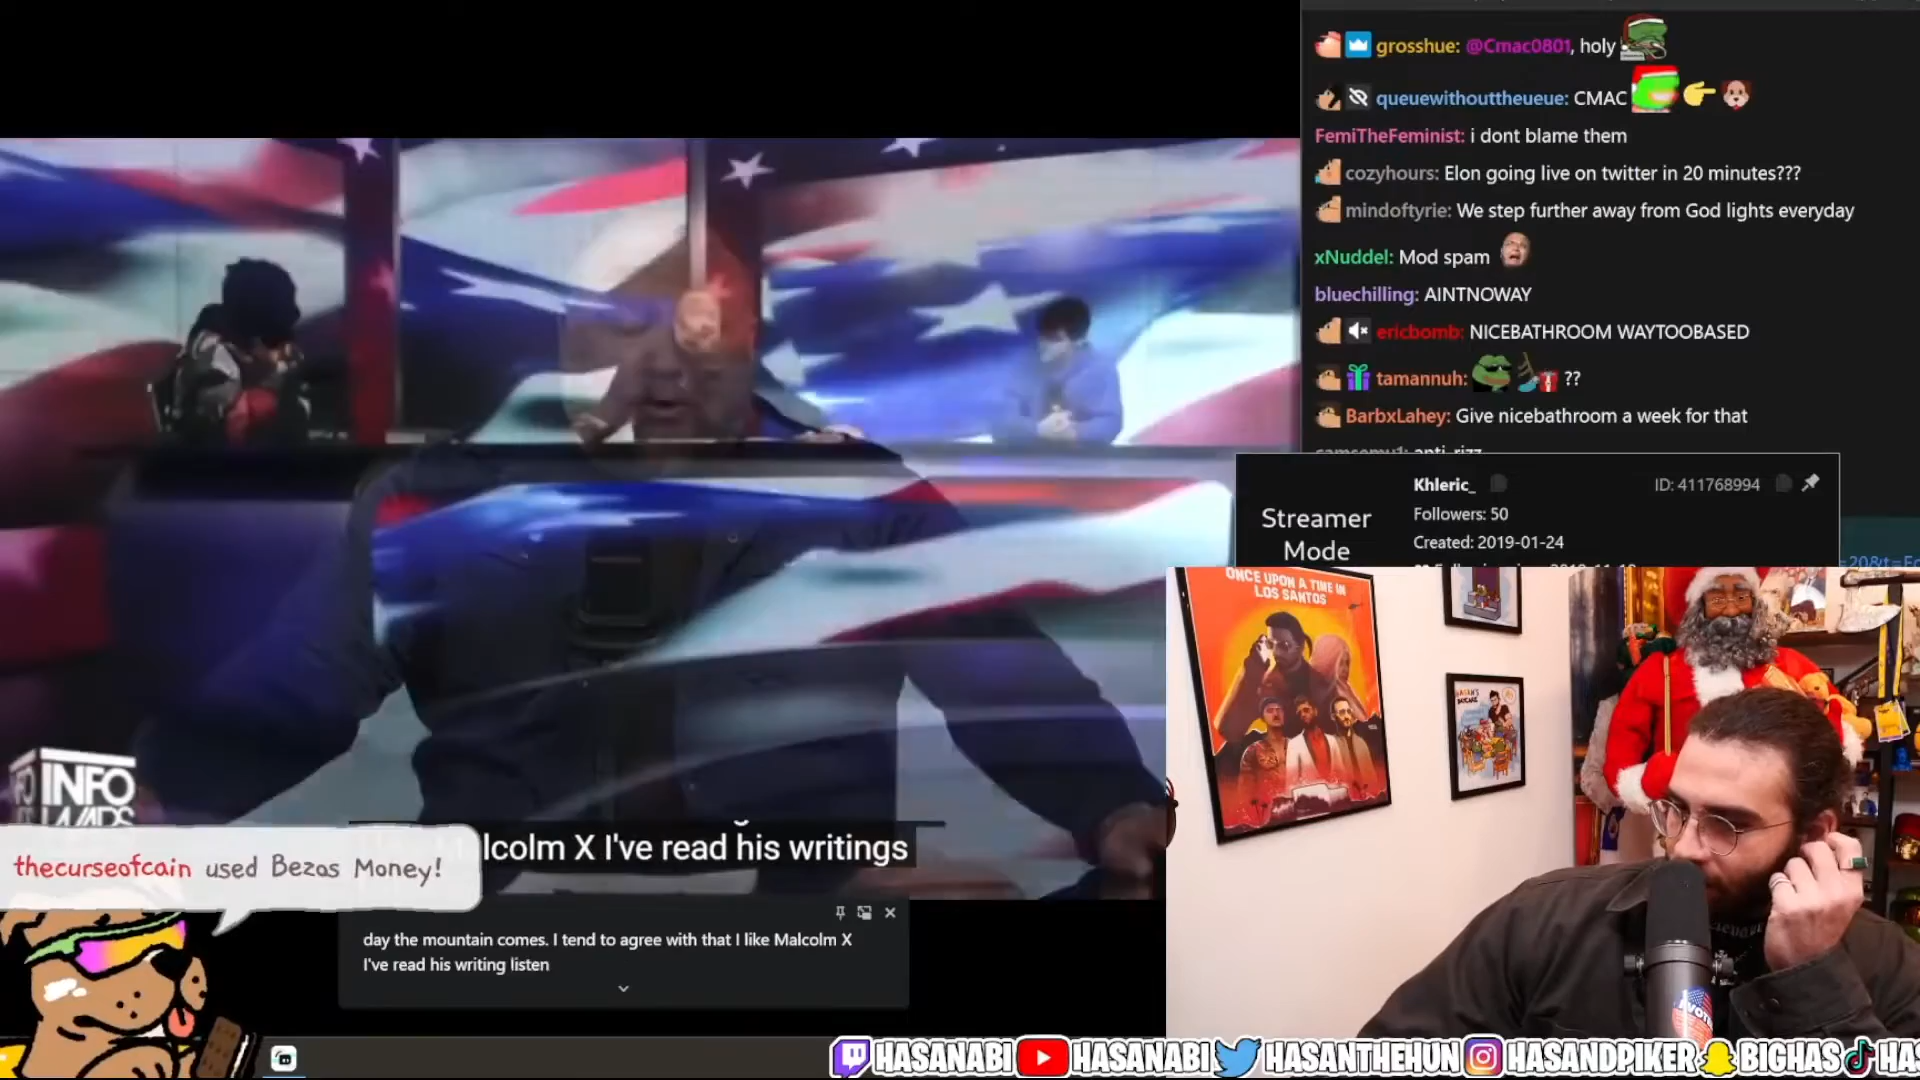 grosshue: @Cmac0801, holy
queuewithouttheueue: CMAC
FemiTheFeminist: i dont blame them
cozyhours: Elon going live on twitter in 20 minutes???
mindoftyrie: We step further away from God lights everyday
xNuddel: Mod spam
bluechilling: AINTNOWAY
ericbomb: NICEBATHROOM WAYTOOBASED
tamannuh: ??
BarbxLahey: Give nicebathroom a week for that
Khleric_
ID: 411768994
Streamer
Mode
Followers: 50
Created: 2019-01-24
ONCE UPON A TIME IN
LOS SANTOS
INFO
WARS
lcolm X I've read his writings
thecurseofcain used Bezos Money!
day the mountain comes. I tend to agree with that I like Malcolm X
I've read his writing listen
VOTE
HASANABI HASANABI HASANTHEHUN HASANDPIKER BIGHAS HAS